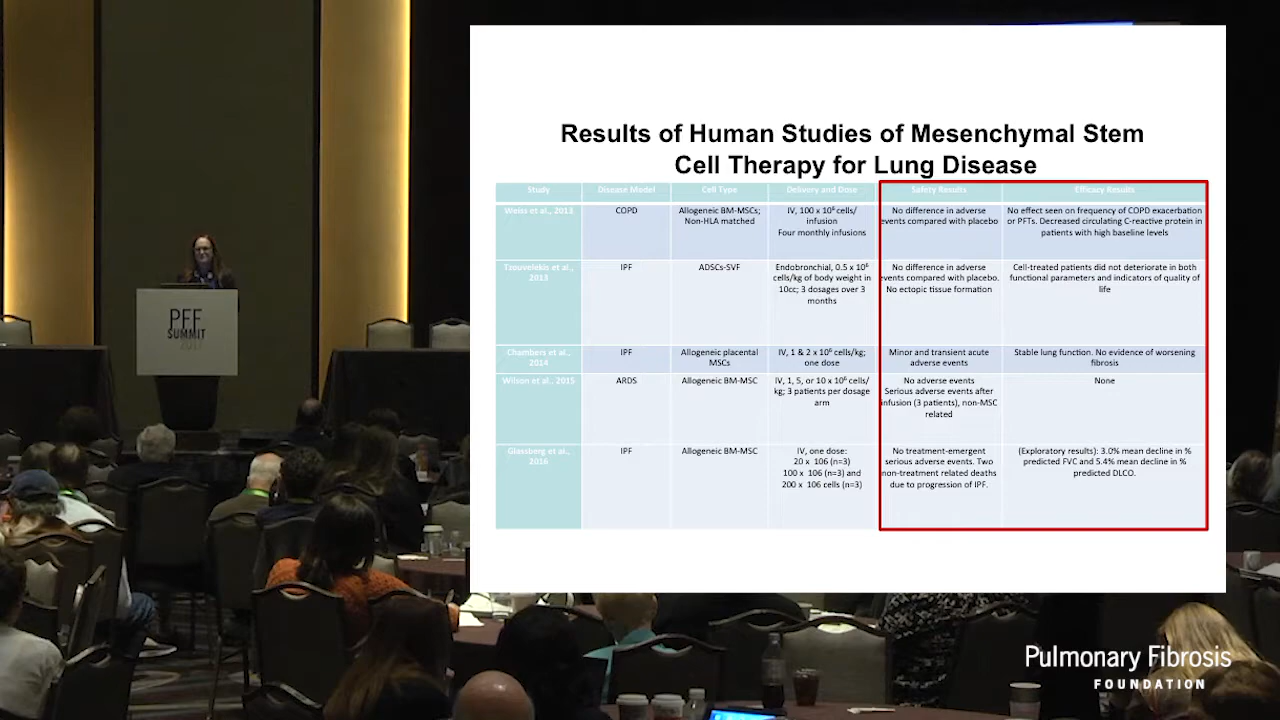 Results of Human Studies of Mesenchymal Stem
Cell Therapy for Lung Disease
Study Disease Model Cell Type Delivery and Dose Safety Results Efficacy Results
Weiss et al., 2013
COPD
Allogeneic BM-MSCs;
Non-HLA matched
IV, 100 x 10⁶ cells/
infusion
Four monthly infusions
No difference in adverse
events compared with placebo
No effect seen on frequency of COPD exacerbation
or PFTs. Decreased circulating C-reactive protein in
patients with high baseline levels
Tzouvelekis et al.,
2013
IPF
ADSCs-SVF
Endobronchial, 0.5 x 10⁶
cells/kg of body weight in
10cc; 3 dosages over 3
months
No difference in adverse
events compared with placebo.
No ectopic tissue formation
Cell-treated patients did not deteriorate in both
functional parameters and indicators of quality of
life
Chambers et al.,
2014
IPF
Allogeneic placental
MSCs
IV, 1 & 2 x 10⁶ cells/kg;
one dose
Minor and transient acute
adverse events
Stable lung function. No evidence of worsening
fibrosis
Wilson et al., 2015
ARDS
Allogeneic BM-MSC
IV, 1, 5, or 10 x 10⁶ cells/
kg; 3 patients per dosage
arm
No adverse events
Serious adverse events after
infusion (3 patients), non-MSC
related
None
Glassberg et al.,
2016
IPF
Allogeneic BM-MSC
IV, one dose:
20 x 106 (n=3)
100 x 106 (n=3) and
200 x 106 cells (n=3)
No treatment-emergent
serious adverse events. Two
non-treatment related deaths
due to progression of IPF.
(Exploratory results): 3.0% mean decline in %
predicted FVC and 5.4% mean decline in %
predicted DLCO.
PFF
SUMMIT
2017
Pulmonary Fibrosis
FOUNDATION